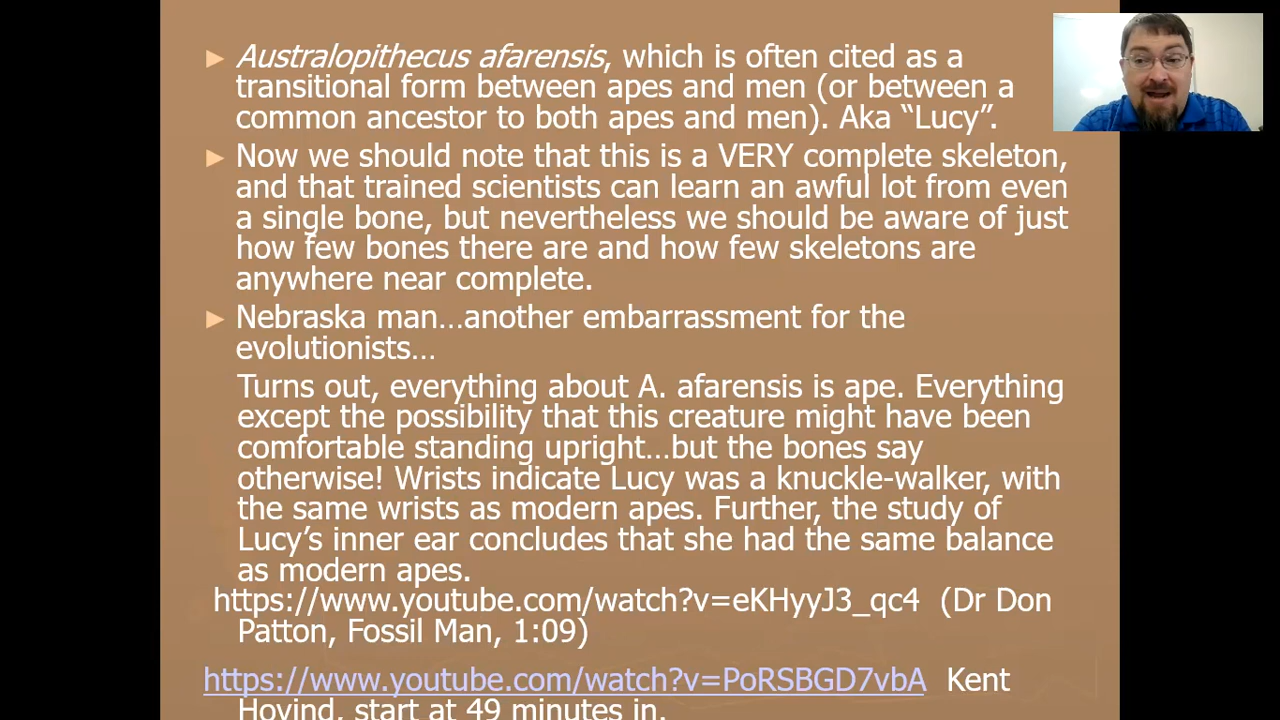 ► Australopithecus afarensis, which is often cited as a
transitional form between apes and men (or between a
common ancestor to both apes and men). Aka “Lucy”.
► Now we should note that this is a VERY complete skeleton,
and that trained scientists can learn an awful lot from even
a single bone, but nevertheless we should be aware of just
how few bones there are and how few skeletons are
anywhere near complete.
► Nebraska man…another embarrassment for the
evolutionists…
Turns out, everything about A. afarensis is ape. Everything
except the possibility that this creature might have been
comfortable standing upright…but the bones say
otherwise! Wrists indicate Lucy was a knuckle-walker, with
the same wrists as modern apes. Further, the study of
Lucy’s inner ear concludes that she had the same balance
as modern apes.
https://www.youtube.com/watch?v=eKHyyJ3_qc4 (Dr Don
Patton, Fossil Man, 1:09)
https://www.youtube.com/watch?v=PoRSBGD7vbA Kent
Hovind, start at 49 minutes in.